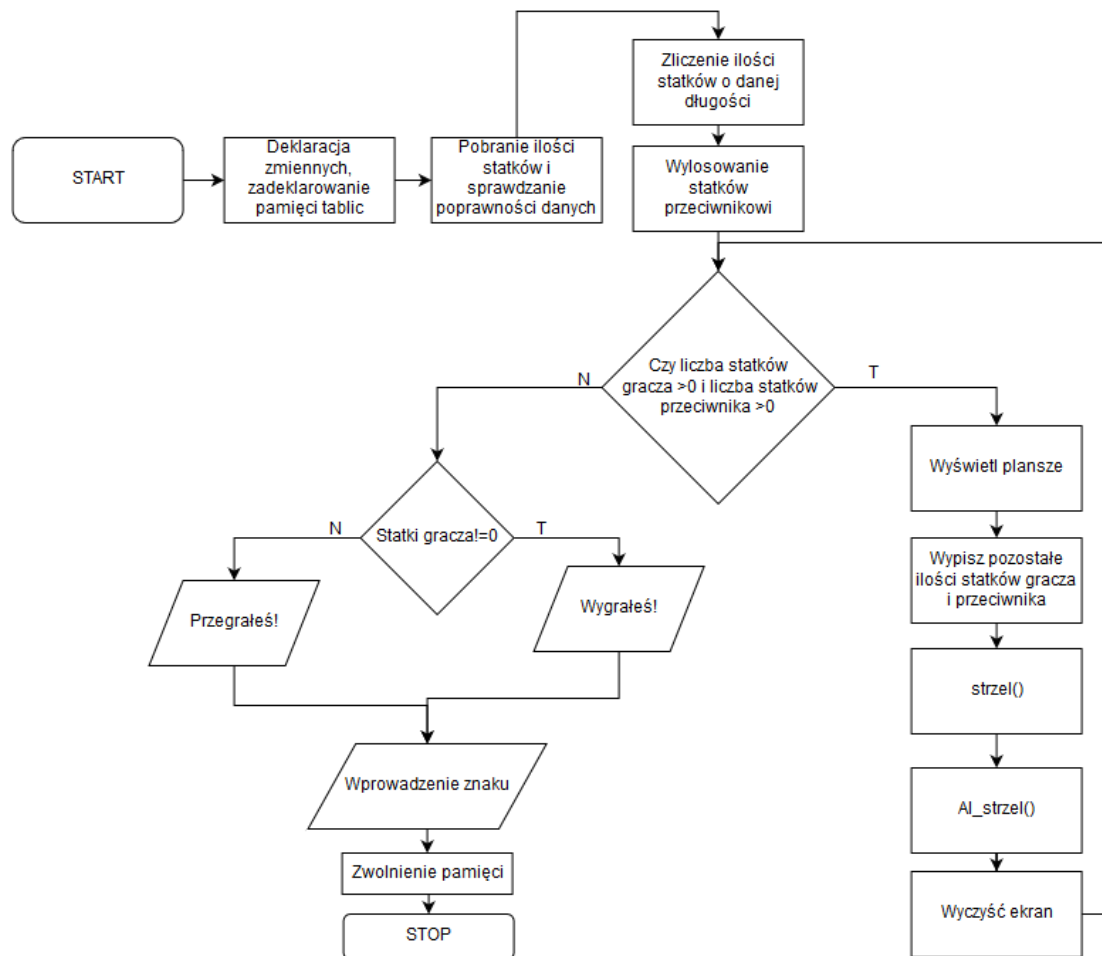 START
Deklaracja
zmiennych,
zadeklarowanie
pamięci tablic
Pobranie ilości
statków i
sprawdzanie
poprawności danych
Zliczenie ilości
statków o danej
długości
Wylosowanie
statków
przeciwnikowi
Czy liczba statków
gracza >0 i liczba statków
przeciwnika >0
N
T
Statki gracza!=0
N
T
Przegrałeś!
Wygrałeś!
Wprowadzenie znaku
Zwolnienie pamięci
STOP
Wyświetl plansze
Wypisz pozostałe
ilości statków gracza
i przeciwnika
strzel()
AI_strzel()
Wyczyść ekran